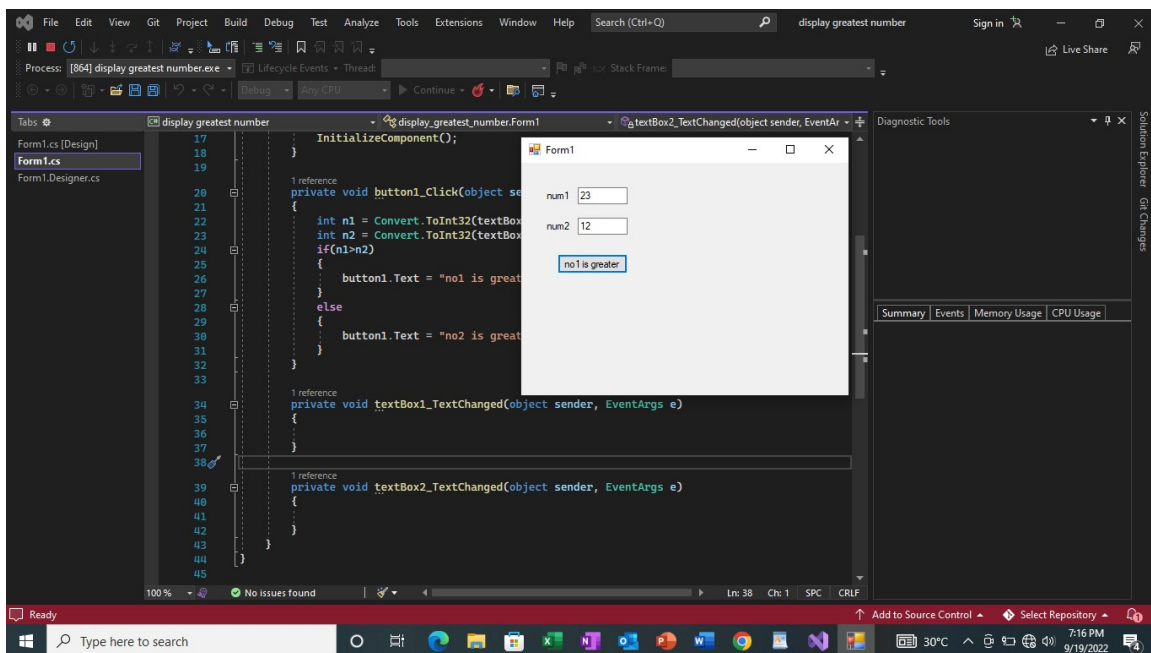 File Edit View Git Project Build Debug Test Analyze Tools Extensions Window Help Search (Ctrl+Q) display greatest number Sign in
Live Share
Process: [864] display greatest number.exe Lifecycle Events Thread: Stack Frame:
Debug Any CPU Continue
Tabs display greatest number display_greatest_number.Form1 textBox2_TextChanged(object sender, EventAr Diagnostic Tools
Form1.cs [Design]
Form1.cs
Form1.Designer.cs
17 InitializeComponent();
18 }
19
1 reference
20 private void button1_Click(object se
21 {
22 int n1 = Convert.ToInt32(textBox
23 int n2 = Convert.ToInt32(textBox
24 if(n1>n2)
25 {
26 button1.Text = "no1 is great
27 }
28 else
29 {
30 button1.Text = "no2 is great
31 }
32 }
33
1 reference
34 private void textBox1_TextChanged(object sender, EventArgs e)
35 {
36
37 }
38
1 reference
39 private void textBox2_TextChanged(object sender, EventArgs e)
40 {
41
42 }
43 }
44 }
45
Form1
num1 23
num2 12
no1 is greater
Summary Events Memory Usage CPU Usage
Solution Explorer
Git Changes
100 % No issues found Ln: 38 Ch: 1 SPC CRLF
Ready Add to Source Control Select Repository
Type here to search 30°C 7:16 PM
9/19/2022